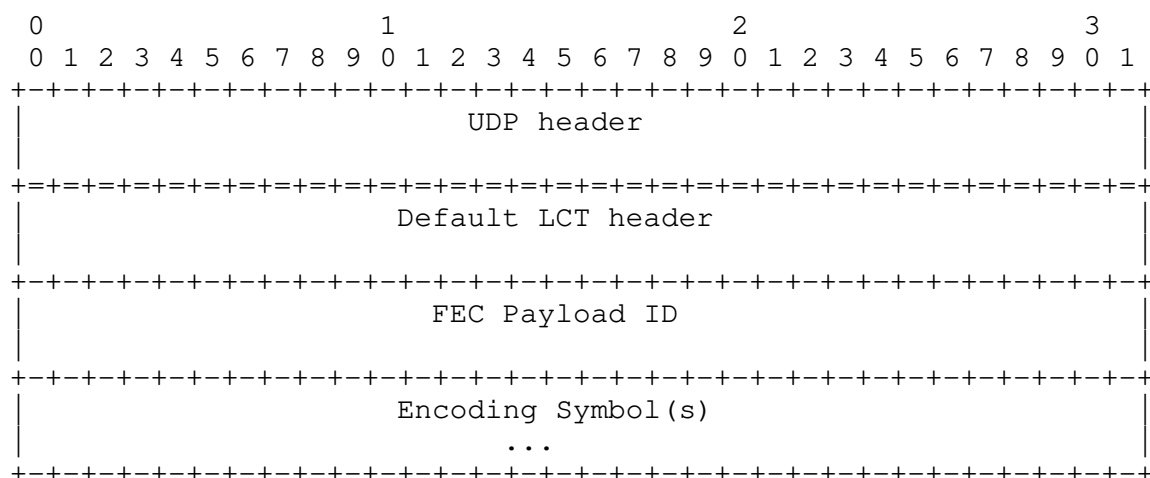 0                   1                   2                   3
 0 1 2 3 4 5 6 7 8 9 0 1 2 3 4 5 6 7 8 9 0 1 2 3 4 5 6 7 8 9 0 1
+-+-+-+-+-+-+-+-+-+-+-+-+-+-+-+-+-+-+-+-+-+-+-+-+-+-+-+-+-+-+-+-+
|                         UDP header                            |
|                                                               |
+=+=+=+=+=+=+=+=+=+=+=+=+=+=+=+=+=+=+=+=+=+=+=+=+=+=+=+=+=+=+=+=+
|                     Default LCT header                        |
|                                                               |
+-+-+-+-+-+-+-+-+-+-+-+-+-+-+-+-+-+-+-+-+-+-+-+-+-+-+-+-+-+-+-+-+
|                       FEC Payload ID                          |
|                                                               |
+-+-+-+-+-+-+-+-+-+-+-+-+-+-+-+-+-+-+-+-+-+-+-+-+-+-+-+-+-+-+-+-+
|                     Encoding Symbol(s)                        |
|                           ...                                 |
+-+-+-+-+-+-+-+-+-+-+-+-+-+-+-+-+-+-+-+-+-+-+-+-+-+-+-+-+-+-+-+-+